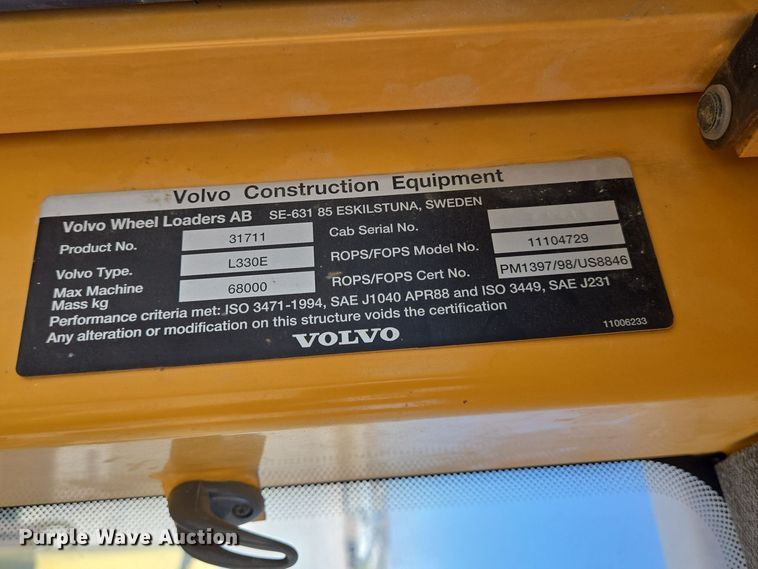 Volvo Construction Equipment
Volvo Wheel Loaders AB SE-631 85 ESKILSTUNA, SWEDEN
Product No. 31711 Cab Serial No.
Volvo Type. L330E ROPS/FOPS Model No. 11104729
Max Machine Mass kg 68000 ROPS/FOPS Cert No. PM1397/98/US8846
Performance criteria met: ISO 3471-1994, SAE J1040 APR88 and ISO 3449, SAE J231
Any alteration or modification on this structure voids the certification
VOLVO 11006233
Purple Wave Auction